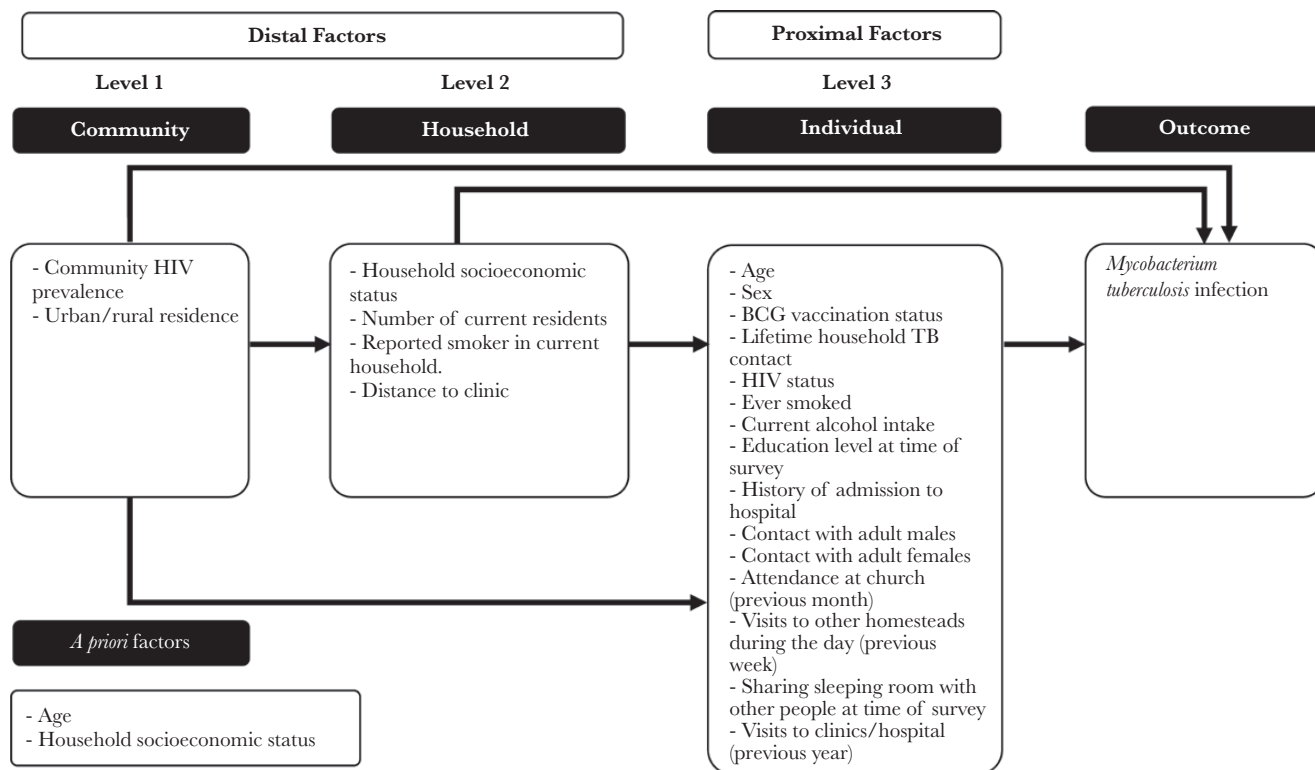 Distal Factors
Proximal Factors
Level 1
Level 2
Level 3
Community
Household
Individual
Outcome
- Community HIV
prevalence
- Urban/rural residence
- Household socioeconomic
status
- Number of current residents
- Reported smoker in current
household.
- Distance to clinic
- Age
- Sex
- BCG vaccination status
- Lifetime household TB
contact
- HIV status
- Ever smoked
- Current alcohol intake
- Education level at time of
survey
- History of admission to
hospital
- Contact with adult males
- Contact with adult females
- Attendance at church
(previous month)
- Visits to other homesteads
during the day (previous
week)
- Sharing sleeping room with
other people at time of survey
- Visits to clinics/hospital
(previous year)
Mycobacterium
tuberculosis infection
A priori factors
- Age
- Household socioeconomic status